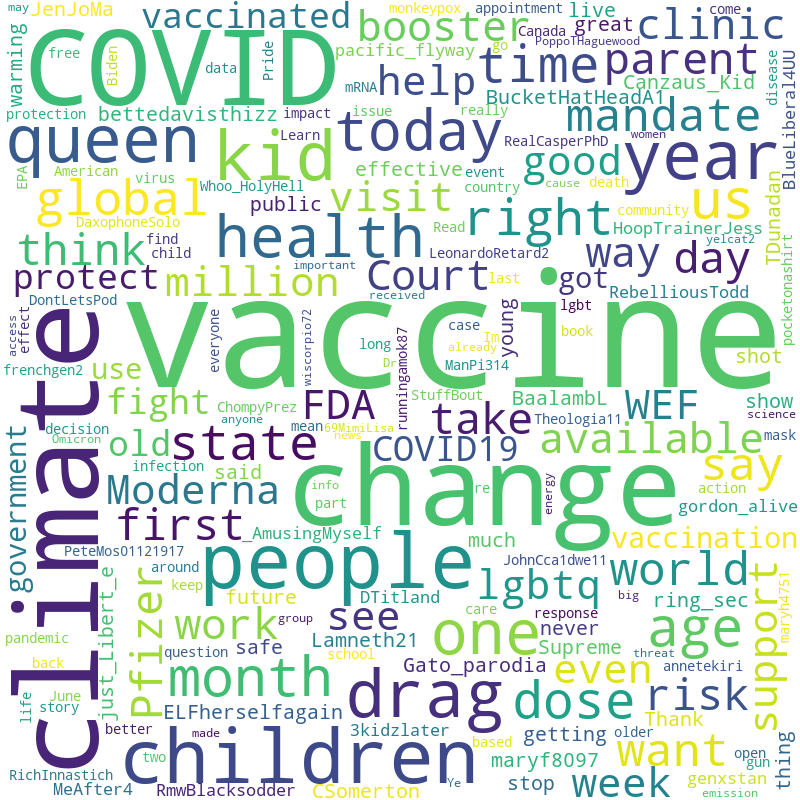 may
JenJoMa
vaccinated
booster
monkeypox
appointment
live
come
clinic
COVID
free
Biden
data
Pride
warming
protection
bettedavisthizz
pacific_flyway
go
Canada
great
PoppoTHaguewood
time
parent
disease
mRNA
help
Canzaus_Kid
impact
issue
really
BucketHatHeadA1
mandate
BlueLiberal4UU
queen
kid
Learn
today
RealCasperPhD
women
year
EPA
American
virus
Whoo_HolyHell
effective
event
country
good
cause
death
us
global
DaxophoneSolo
public
visit
Read
right
community
TDunadan
think
find
child
health
LeonardoRetard2
HoopTrainerJess
yelcat2
way
day
important
protect
million
Court
last
got
pocketonashirt
DontLetsPod
received
RebelliousTodd
access
effect
everyone
vaccine
wiscorpio72
case
young
lgbt
book
climate
long
Im
already
shot
frenchgen2
use
Dr
runningamok87
ManPi314
fight
ChompyPrez
FDA
StuffBout
BaalambL
WEF
show
decision
anyone
take
Theologia11
science
Omicron
old
state
mean
69MimiLisa
news
COVID19
available
mask
government
infection
said
change
energy
re
say
Moderna
info
part
action
gordon_alive
first
_AmusingMyself
much
vaccination
PeteMos01121917
around
people
JohnCca1dwe11
world
just_Libert_e
Pfizer
keep
future
DTitland
lgbtq
big
ring_sec
maryh4751
work
group
see
care
response
never
one
age
support
pandemic
question
safe
Lamneth21
Supreme
threat
back
month
school
Gato_parodia
even
annetekiri
life
June
story
drag
dose
risk
better
ELFherselfagain
3kidzlater
getting
Thank
older
two
children
based
maryf8097
want
open
gun
thing
RichInnastich
made
Ye
stop
week
genxstan
MeAfter4
RmwBlacksodder
CSomerton
emission